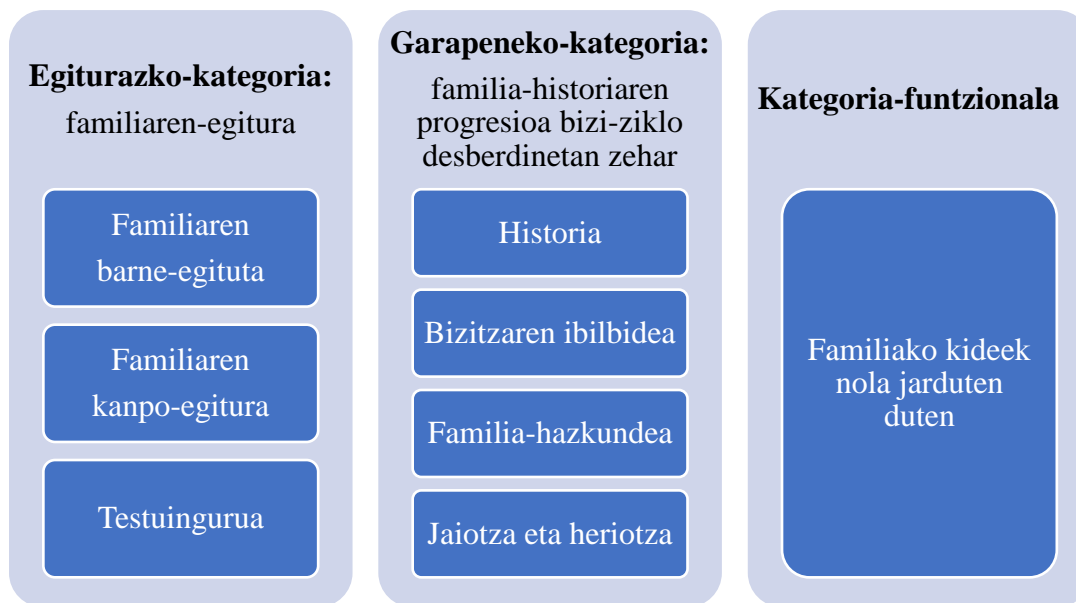 Egiturazko-kategoria:
familiaren-egitura
Familiaren
barne-egituta
Familiaren
kanpo-egitura
Testuingurua
Garapeneko-kategoria:
familia-historiaren
progresioa bizi-ziklo
desberdinetan zehar
Historia
Bizitzaren ibilbidea
Familia-hazkundea
Jaiotza eta heriotza
Kategoria-funtzionala
Familiako kideek
nola jarduten
duten